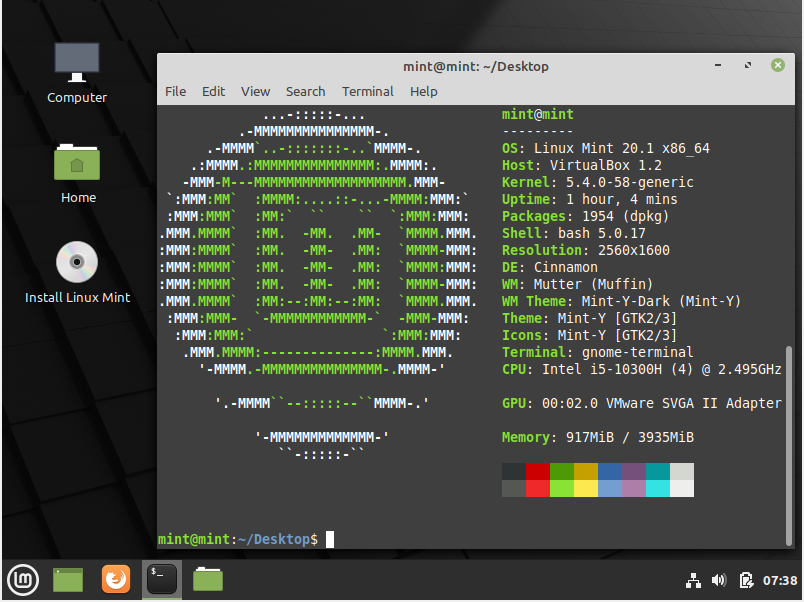 Computer
Home
Install Linux Mint
mint@mint: ~/Desktop
File Edit View Search Terminal Help
...-:::::-...
.-MMMMMMMMMMMMMMM-.
.-MMMM`..-:::::::-..`MMMM-.
.:MMMM.:MMMMMMMMMMMMMMM:.MMMM:.
-MMM-M---MMMMMMMMMMMMMMMMMMM.MMM-
`:MMM:MM`  :MMMM:....::-...-MMMM:MMM:`
:MMM:MMM`  :MM:`  ``    ``  `:MMM:MMM:
.MMM.MMMM`  :MM.  -MM.  .MM-  `MMMM.MMM.
:MMM:MMMM`  :MM.  -MM-  .MM:  `MMMM-MMM:
:MMM:MMMM`  :MM.  -MM-  .MM:  `MMMM:MMM:
:MMM:MMMM`  :MM.  -MM-  .MM:  `MMMM-MMM:
.MMM.MMMM`  :MM:--:MM:--:MM:  `MMMM.MMM.
:MMM:MMM-  `-MMMMMMMMMMMM-`  -MMM-MMM:
:MMM:MMM:`                `:MMM:MMM:
.MMM.MMMM:--------------:MMMM.MMM.
'-MMMM.-MMMMMMMMMMMMMMM-.MMMM-'
'.-MMMM``--:::::--``MMMM-.'
'-MMMMMMMMMMMMM-'
``-:::::-``
mint@mint
---------
OS: Linux Mint 20.1 x86_64
Host: VirtualBox 1.2
Kernel: 5.4.0-58-generic
Uptime: 1 hour, 4 mins
Packages: 1954 (dpkg)
Shell: bash 5.0.17
Resolution: 2560x1600
DE: Cinnamon
WM: Mutter (Muffin)
WM Theme: Mint-Y-Dark (Mint-Y)
Theme: Mint-Y [GTK2/3]
Icons: Mint-Y [GTK2/3]
Terminal: gnome-terminal
CPU: Intel i5-10300H (4) @ 2.495GHz
GPU: 00:02.0 VMware SVGA II Adapter
Memory: 917MiB / 3935MiB
mint@mint:~/Desktop$
$_
07:38